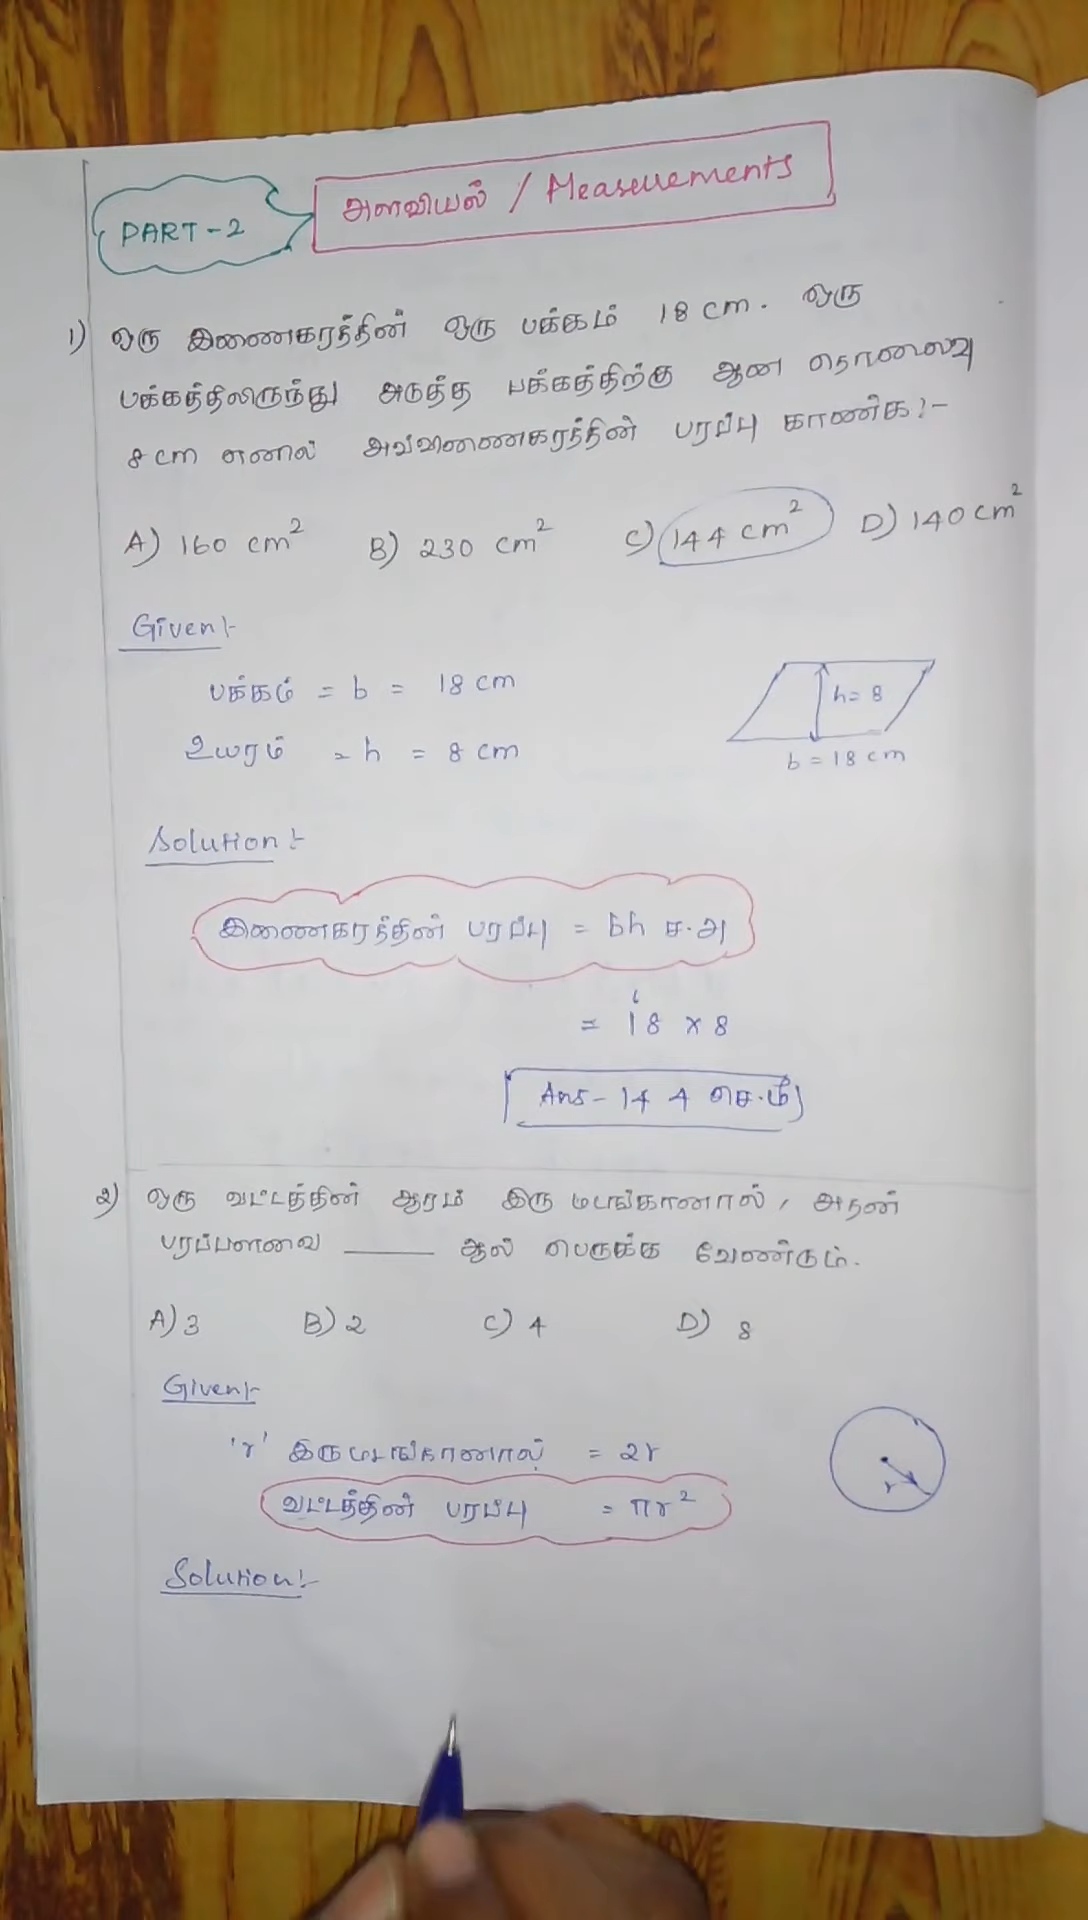 PART-2
அளவியல் / Measurements
1) ஒரு இணைகரத்தின் ஒரு பக்கம் 18 cm. ஒரு
பக்கத்திலிருந்து அடுத்த பக்கத்திற்கு ஆன தொலைவு
8 cm எனில் அவ்விணைகரத்தின் பரப்பு காண்க:-
A) 160 cm² B) 230 cm² C) 144 cm² D) 140 cm²
Given:-
பக்கம் = b = 18 cm
உயரம் = h = 8 cm
h = 8
b = 18 cm
Solution:-
இணைகரத்தின் பரப்பு = bh ச.அ
6
= 18 × 8
Ans - 144 செ.மீ
2) ஒரு வட்டத்தின் ஆரம் இரு மடங்கானால், அதன்
பரப்பளவை ____ ஆல் பெருக்க வேண்டும்.
A) 3 B) 2 C) 4 D) 8
Given:-
'r' இருமடங்கானால் = 2r
வட்டத்தின் பரப்பு = πr²
r
Solution:-